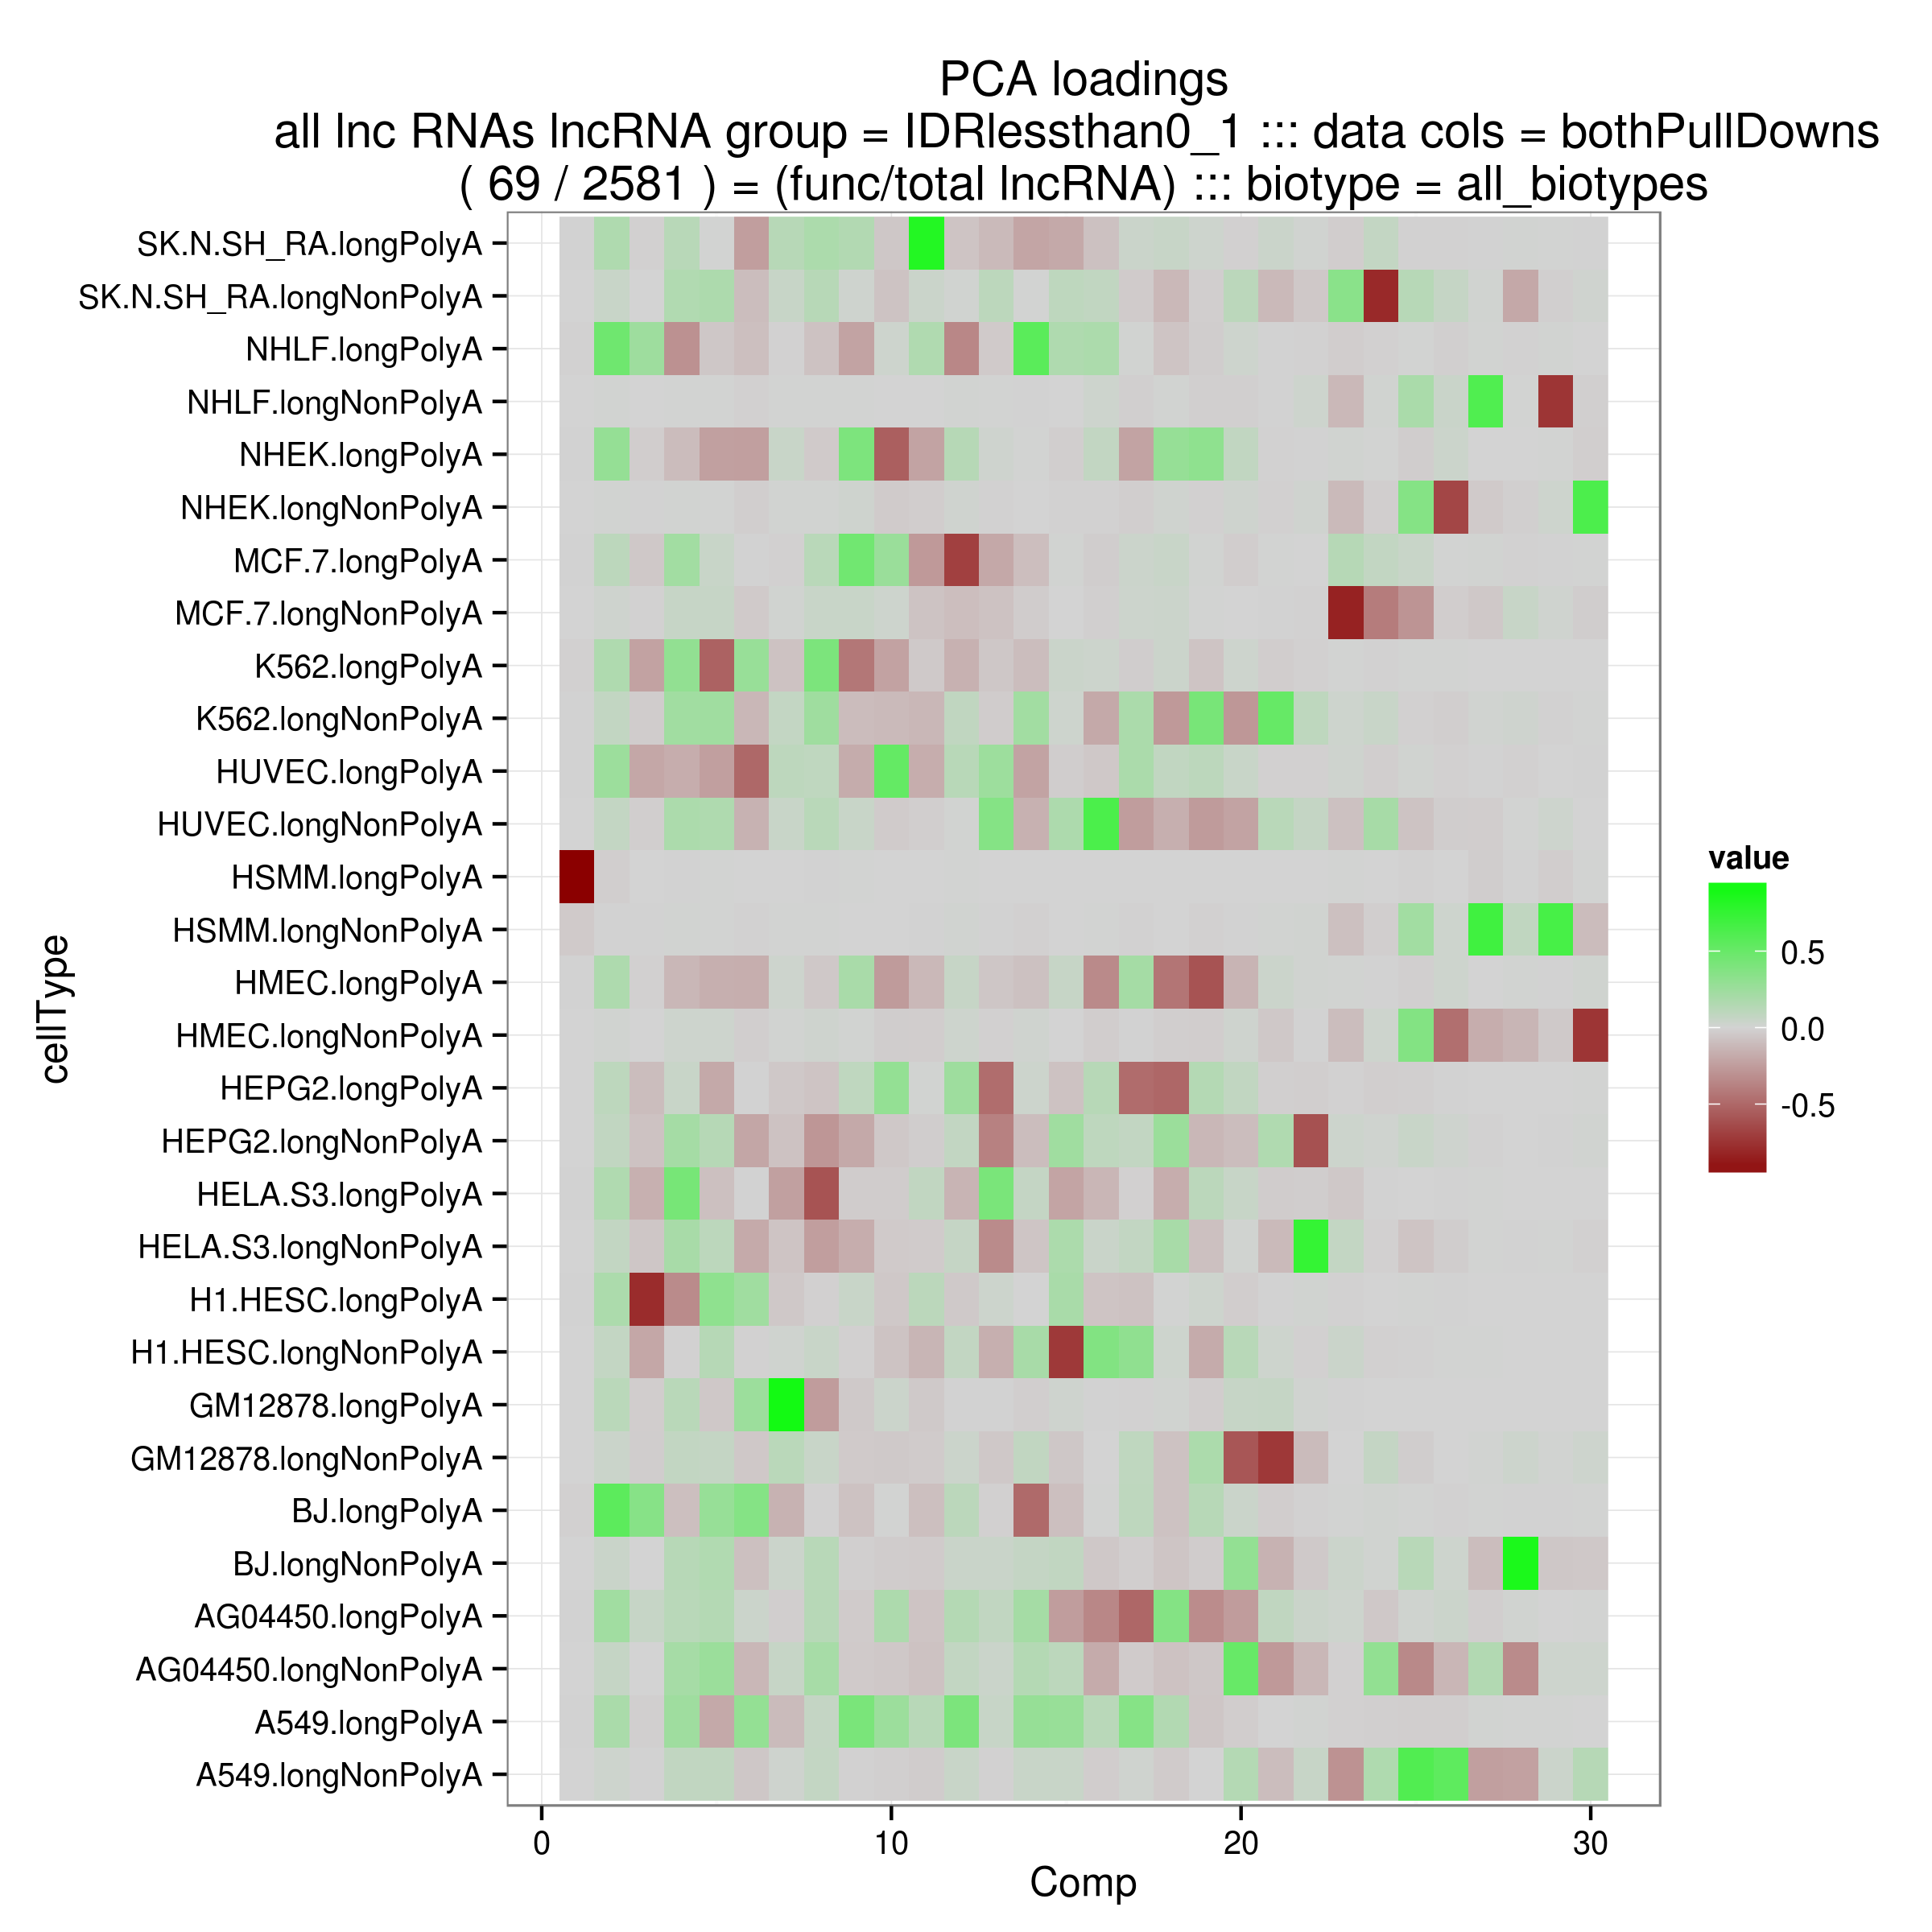 PCA loadings
all lnc RNAs lncRNA group = IDRlessthan0_1 ::: data cols = bothPullDowns
( 69 / 2581 ) = (func/total lncRNA) ::: biotype = all_biotypes
SK.N.SH_RA.longPolyA
SK.N.SH_RA.longNonPolyA
NHLF.longPolyA
NHLF.longNonPolyA
NHEK.longPolyA
NHEK.longNonPolyA
MCF.7.longPolyA
MCF.7.longNonPolyA
K562.longPolyA
K562.longNonPolyA
HUVEC.longPolyA
HUVEC.longNonPolyA
HSMM.longPolyA
HSMM.longNonPolyA
HMEC.longPolyA
HMEC.longNonPolyA
HEPG2.longPolyA
HEPG2.longNonPolyA
HELA.S3.longPolyA
HELA.S3.longNonPolyA
H1.HESC.longPolyA
H1.HESC.longNonPolyA
GM12878.longPolyA
GM12878.longNonPolyA
BJ.longPolyA
BJ.longNonPolyA
AG04450.longPolyA
AG04450.longNonPolyA
A549.longPolyA
A549.longNonPolyA
cellType
0 10 20 30
Comp
value
0.5
0.0
-0.5